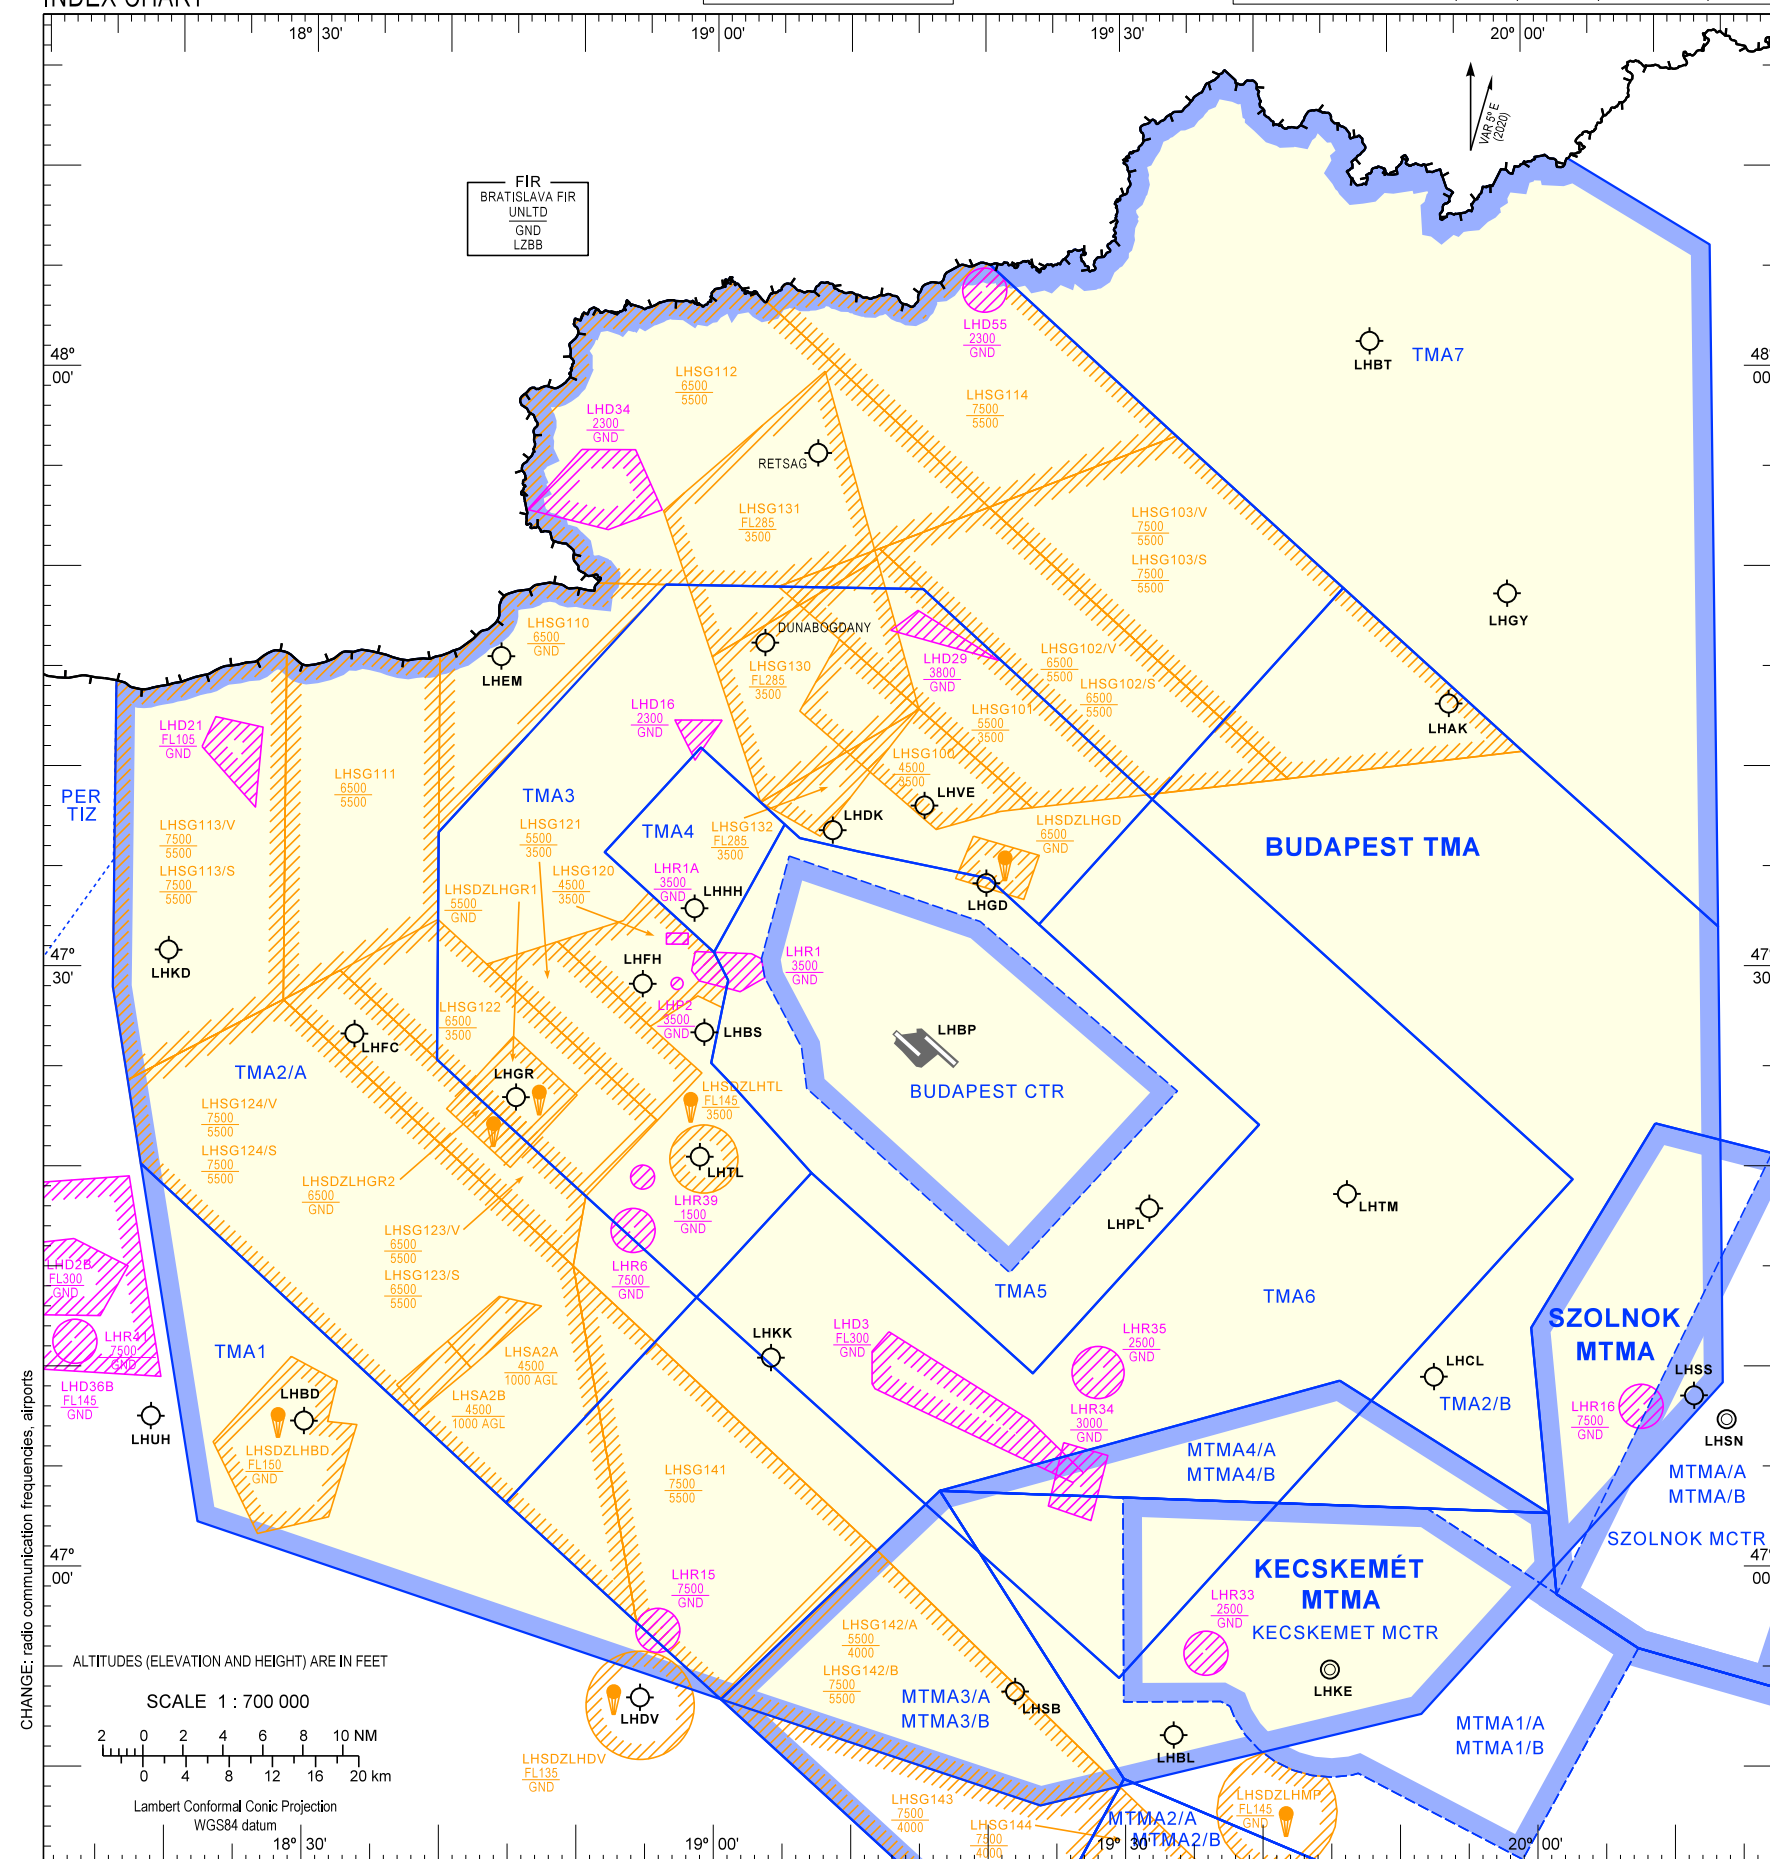 INDEX CHART
18° 30'
19° 00'
19° 30'
20° 00'
VAR 5° E
(2020)
FIR
BRATISLAVA FIR
UNLTD
GND
LZBB
48°
00'
48
00
LHD55
2300
GND
LHBT
TMA7
LHSG112
6500
5500
LHSG114
7500
5500
LHD34
2300
GND
RETSAG
LHSG131
FL285
3500
LHSG103/V
7500
5500
LHSG103/S
7500
5500
LHGY
LHSG110
6500
GND
LHEM
DUNABOGDANY
LHSG130
FL285
3500
LHD29
3800
GND
LHSG102/V
6500
5500
LHSG102/S
6500
5500
LHD16
2300
GND
LHSG101
5500
3500
LHAK
LHD21
FL105
GND
LHSG111
6500
5500
LHSG100
4500
3500
PER
TIZ
TMA3
LHVE
LHSG113/V
7500
5500
LHSG113/S
7500
5500
LHSG121
5500
3500
TMA4
LHSG132
FL285
3500
LHDK
LHSDZLHGD
6500
GND
BUDAPEST TMA
LHSG120
4500
3500
LHR1A
3500
GND
LHSDZLHGR1
5500
GND
LHHH
LHGD
47°
30'
47
30
LHKD
LHFH
LHR1
3500
GND
LHSG122
6500
3500
LHP2
3500
GND
LHBS
LHBP
LHFC
TMA2/A
LHGR
LHSDZLHTL
FL145
3500
BUDAPEST CTR
LHSG124/V
7500
5500
LHSG124/S
7500
5500
LHTL
LHSDZLHGR2
6500
GND
LHR39
1500
GND
LHPL
LHTM
LHSG123/V
6500
5500
LHSG123/S
6500
5500
LHD2B
FL300
GND
LHR6
7500
GND
TMA5
TMA6
SZOLNOK
MTMA
LHR41
7500
GND
TMA1
LHD3
FL300
GND
LHR35
2500
GND
LHKK
LHSA2A
4500
1000 AGL
LHCL
LHSS
LHD36B
FL145
GND
LHBD
LHSA2B
4500
1000 AGL
LHR34
3000
GND
TMA2/B
LHR16
7500
GND
LHUH
LHSN
LHSDZLHBD
FL150
GND
LHSG141
7500
5500
MTMA4/A
MTMA4/B
MTMA/A
MTMA/B
SZOLNOK MCTR
47°
00'
47°
00
LHR15
7500
GND
KECSKEMÉT
MTMA
LHR33
2500
GND
KECSKEMET MCTR
LHSG142/A
5500
4000
LHSG142/B
7500
5500
LHKE
MTMA3/A
MTMA3/B
LHSB
LHDV
LHBL
MTMA1/A
MTMA1/B
LHSDZLHDV
FL135
GND
LHSG143
7500
4000
LHSG144
7500
4000
LHSDZLHMP
FL145
GND
MTMA2/A
MTMA2/B
CHANGE: radio communication frequencies, airports
ALTITUDES (ELEVATION AND HEIGHT) ARE IN FEET
SCALE 1 : 700 000
2 0 2 4 6 8 10 NM
0 4 8 12 16 20 km
Lambert Conformal Conic Projection
WGS84 datum
18° 30'
19° 00'
19° 30'
20° 00'